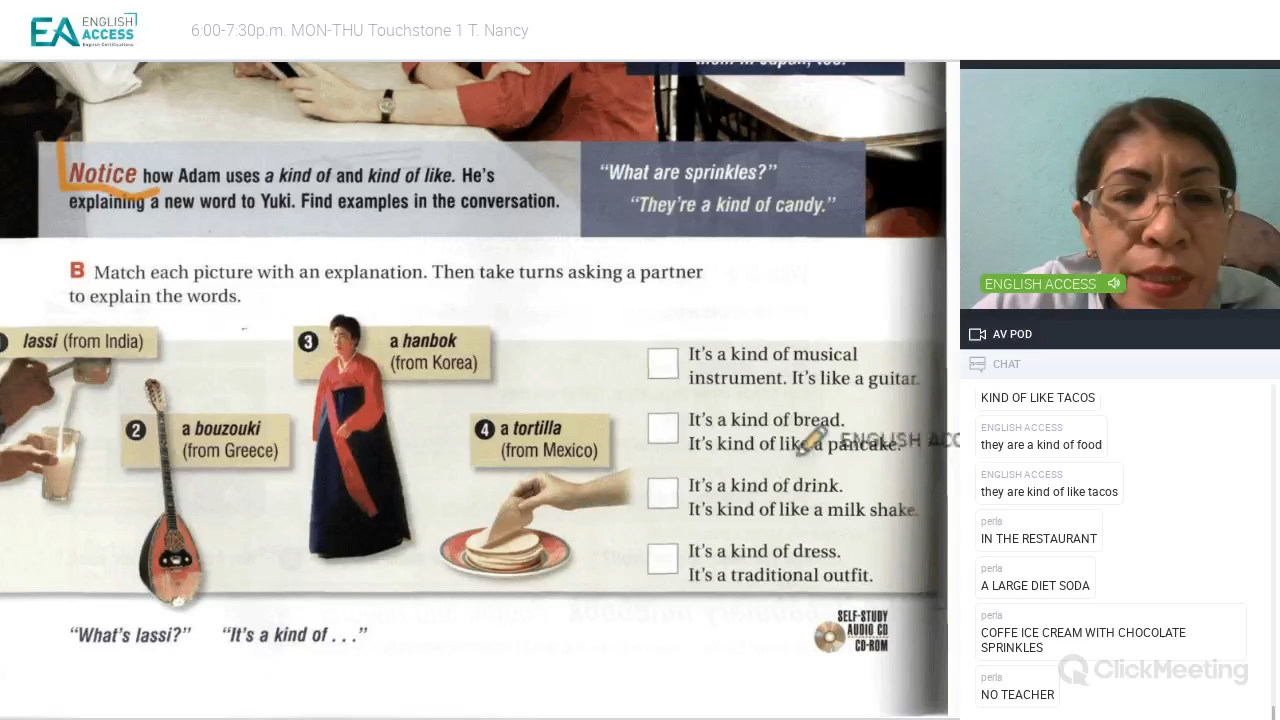 EA ENGLISH ACCESS
English Certifications
6:00-7:30p.m. MON-THU Touchstone 1 T. Nancy
them in Japan, too.
Notice how Adam uses a kind of and kind of like. He's
explaining a new word to Yuki. Find examples in the conversation.
"What are sprinkles?"
"They're a kind of candy."
B Match each picture with an explanation. Then take turns asking a partner
to explain the words.
lassi (from India)
2 a bouzouki
(from Greece)
3 a hanbok
(from Korea)
4 a tortilla
(from Mexico)
It's a kind of musical
instrument. It's like a guitar.
It's a kind of bread.
It's kind of like a pancake.
ENGLISH ACC
It's a kind of drink.
It's kind of like a milk shake.
It's a kind of dress.
It's a traditional outfit.
"What's lassi?" "It's a kind of . . ."
SELF-STUDY
AUDIO CD
CD-ROM
ENGLISH ACCESS
AV POD
CHAT
KIND OF LIKE TACOS
ENGLISH ACCESS
they are a kind of food
ENGLISH ACCESS
they are kind of like tacos
perla
IN THE RESTAURANT
perla
A LARGE DIET SODA
perla
COFFE ICE CREAM WITH CHOCOLATE
SPRINKLES
perla
NO TEACHER
ClickMeeting